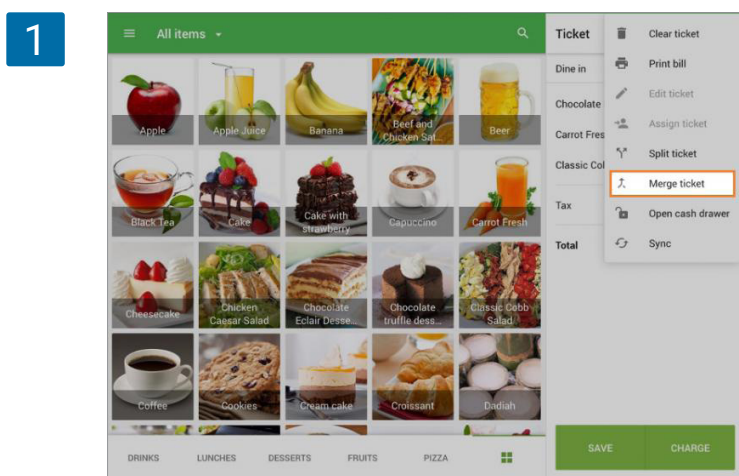 1
All items
Ticket
Clear ticket
Dine in
Print bill
Edit ticket
Chocolate
Assign ticket
Carrot Fres
Split ticket
Classic Col
Merge ticket
Tax
Open cash drawer
Total
Sync
Apple
Apple Juice
Banana
Beef and
Chicken Sat...
Beer
Black Tea
Cake
Cake with
strawberry
Capuccino
Carrot Fresh
Cheesecake
Chicken
Caesar Salad
Chocolate
Eclair Desse...
Chocolate
truffle dess...
Classic Cobb
Salad
Coffee
Cookies
Cream cake
Croissant
Dadiah
DRINKS LUNCHES DESSERTS FRUITS PIZZA
SAVE CHARGE